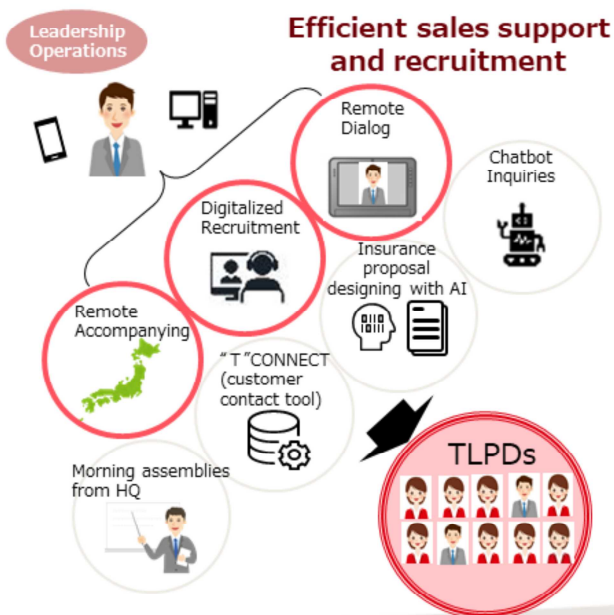 Leadership
Operations
Efficient sales support
and recruitment
Remote
Dialog
Chatbot
Inquiries
Digitalized
Recruitment
Insurance
proposal
designing with AI
Remote
Accompanying
“T”CONNECT
(customer
contact tool)
Morning assemblies
from HQ
TLPDs